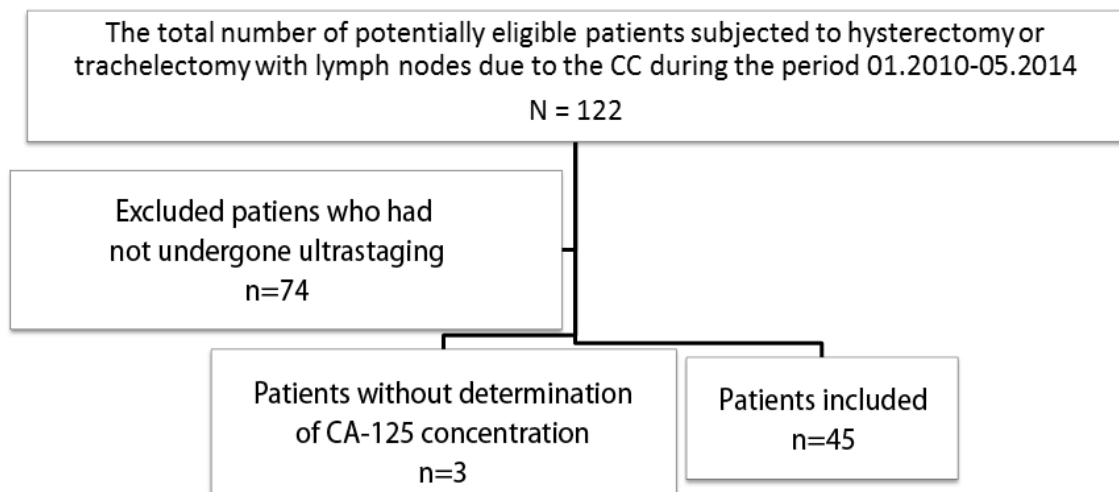 The total number of potentially eligible patients subjected to hysterectomy or
trachelectomy with lymph nodes due to the CC during the period 01.2010-05.2014
N = 122
Excluded patiens who had
not undergone ultrastaging
n=74
Patients without determination
of CA-125 concentration
n=3
Patients included
n=45